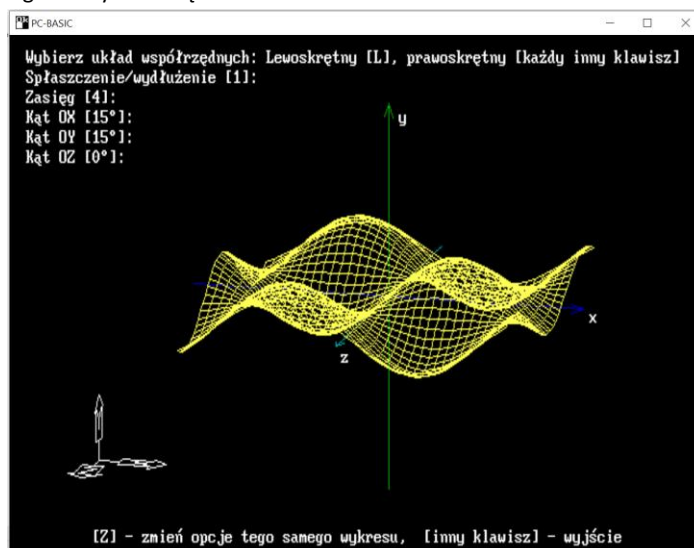 PC-BASIC
Wybierz układ współrzędnych: Lewoskrętny [L], prawoskrętny [każdy inny klawisz]
Spłaszczenie/wydłużenie [1]:
Zasięg [4]:
Kąt OX [15°]:
Kąt OY [15°]:
Kąt OZ [0°]:
y
x
z
[Z] - zmień opcje tego samego wykresu, [inny klawisz] - wyjście